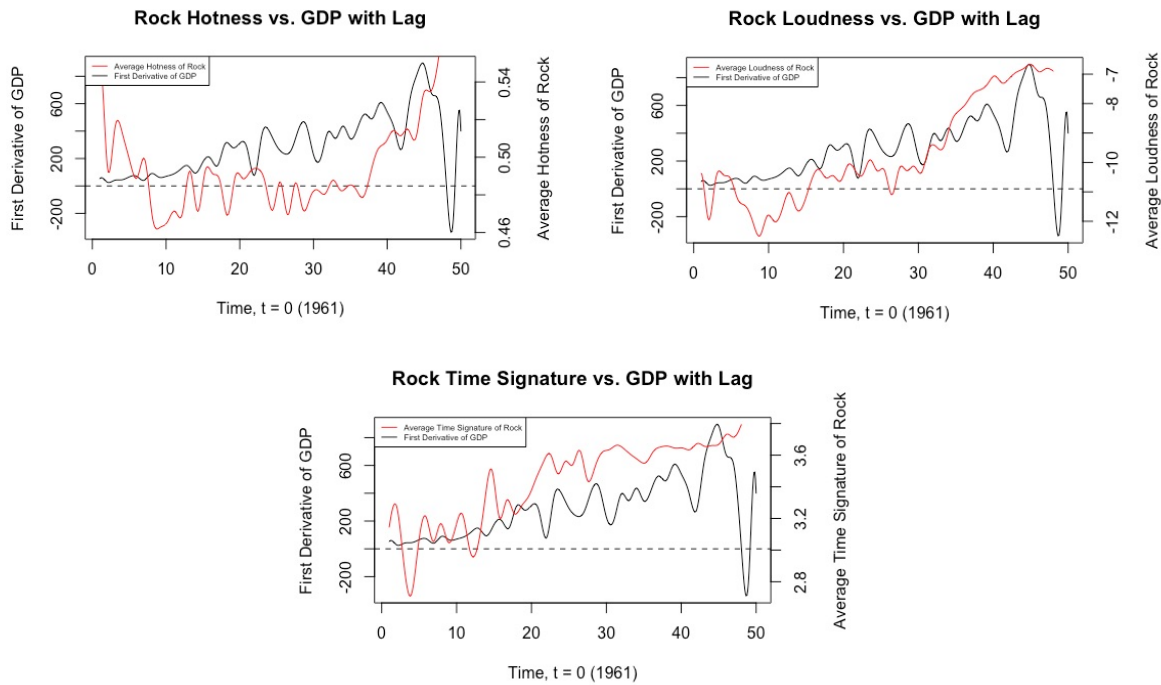 Rock Hotness vs. GDP with Lag
Average Hotness of Rock
First Derivative of GDP
First Derivative of GDP
-200 200 600
0.46 0.50 0.54
Average Hotness of Rock
0 10 20 30 40 50
Time, t = 0 (1961)
Rock Loudness vs. GDP with Lag
Average Loudness of Rock
First Derivative of GDP
First Derivative of GDP
-200 200 600
-12 -10 -9 -8 -7
Average Loudness of Rock
0 10 20 30 40 50
Time, t = 0 (1961)
Rock Time Signature vs. GDP with Lag
Average Time Signature of Rock
First Derivative of GDP
First Derivative of GDP
-200 200 600
2.8 3.2 3.6
Average Time Signature of Rock
0 10 20 30 40 50
Time, t = 0 (1961)